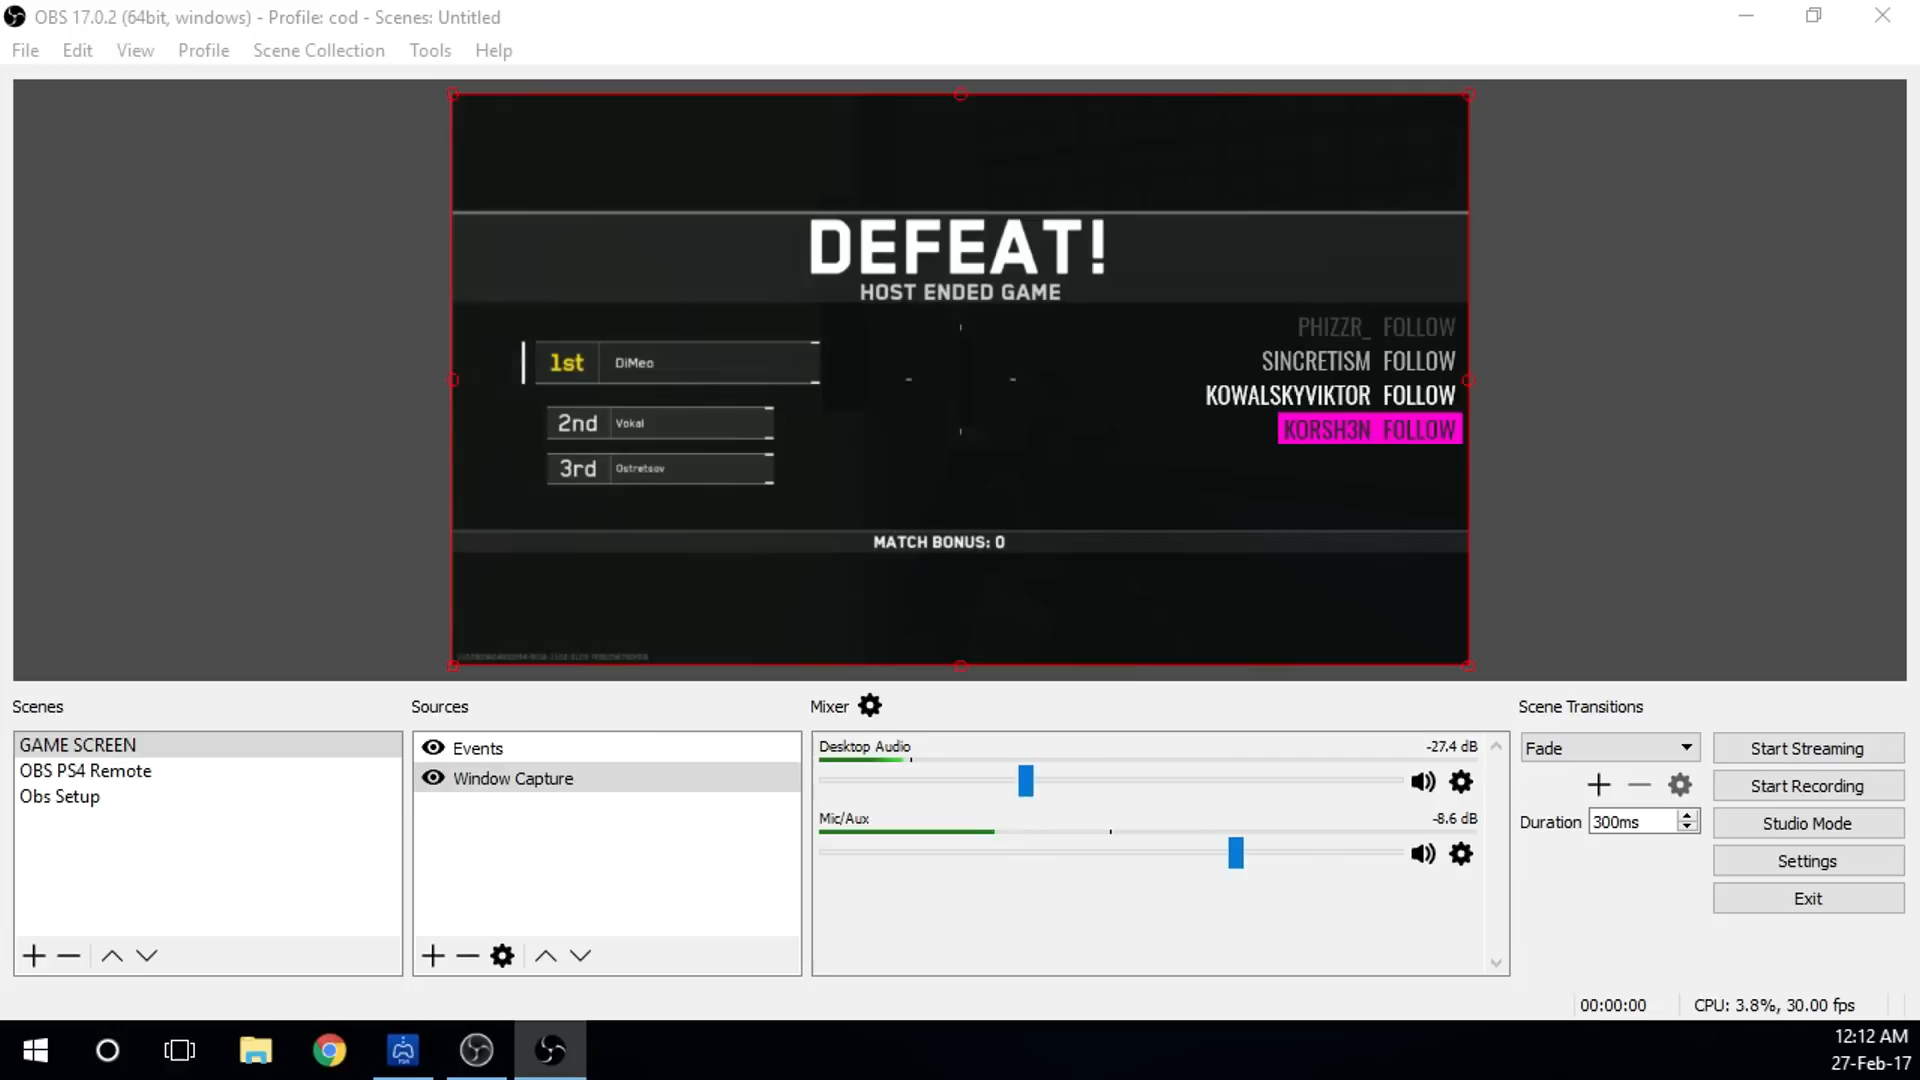 OBS 17.0.2 (64bit, windows) - Profile: cod - Scenes: Untitled
File Edit View Profile Scene Collection Tools Help
DEFEAT!
HOST ENDED GAME
1st DiMeo
2nd Vokal
3rd Ostretsov
PHIZZR_ FOLLOW
SINCRETISM FOLLOW
KOWALSKYVIKTOR FOLLOW
KORSH3N FOLLOW
MATCH BONUS: 0
Scenes
GAME SCREEN
OBS PS4 Remote
Obs Setup
Sources
Events
Window Capture
Mixer
Desktop Audio -27.4 dB
Mic/Aux -8.6 dB
Scene Transitions
Fade
Duration 300ms
Start Streaming
Start Recording
Studio Mode
Settings
Exit
00:00:00 CPU: 3.8%, 30.00 fps
12:12 AM
27-Feb-17